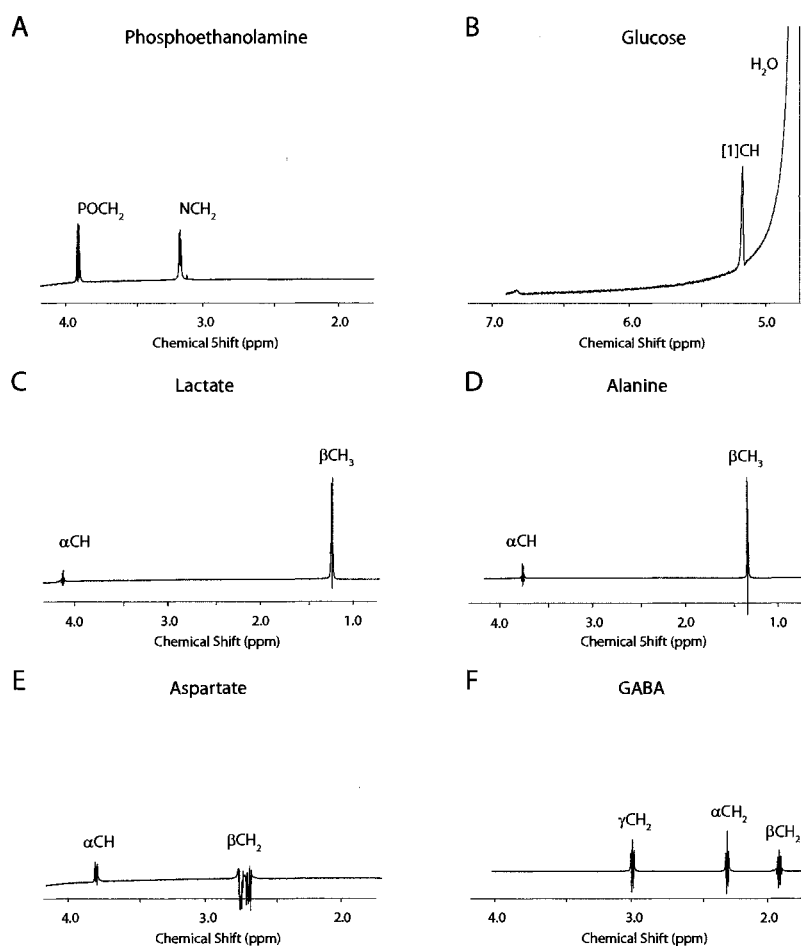 A
Phosphoethanolamine
POCH₂
NCH₂
4.0 3.0 2.0
Chemical Shift (ppm)
B
Glucose
H₂O
[1]CH
7.0 6.0 5.0
Chemical Shift (ppm)
C
Lactate
βCH₃
αCH
4.0 3.0 2.0 1.0
Chemical Shift (ppm)
D
Alanine
βCH₃
αCH
4.0 3.0 2.0 1.0
Chemical Shift (ppm)
E
Aspartate
αCH
βCH₂
4.0 3.0 2.0
Chemical Shift (ppm)
F
GABA
γCH₂
αCH₂
βCH₂
4.0 3.0 2.0
Chemical Shift (ppm)